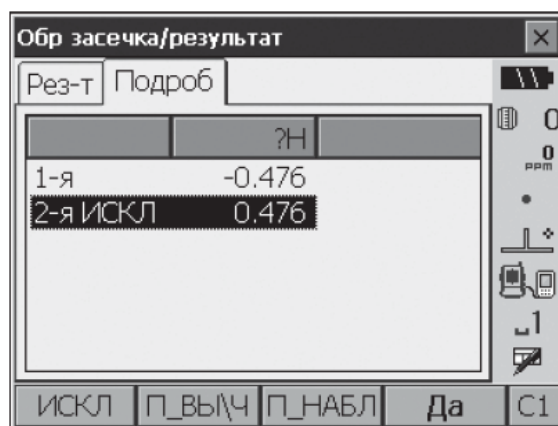 Обр засечка/результат
Рез-т Подроб
0
?H
0
PPM
1-я -0.476
2-я ИСКЛ 0.476
1
ИСКЛ П_ВЫ\Ч П_НАБЛ Да С1